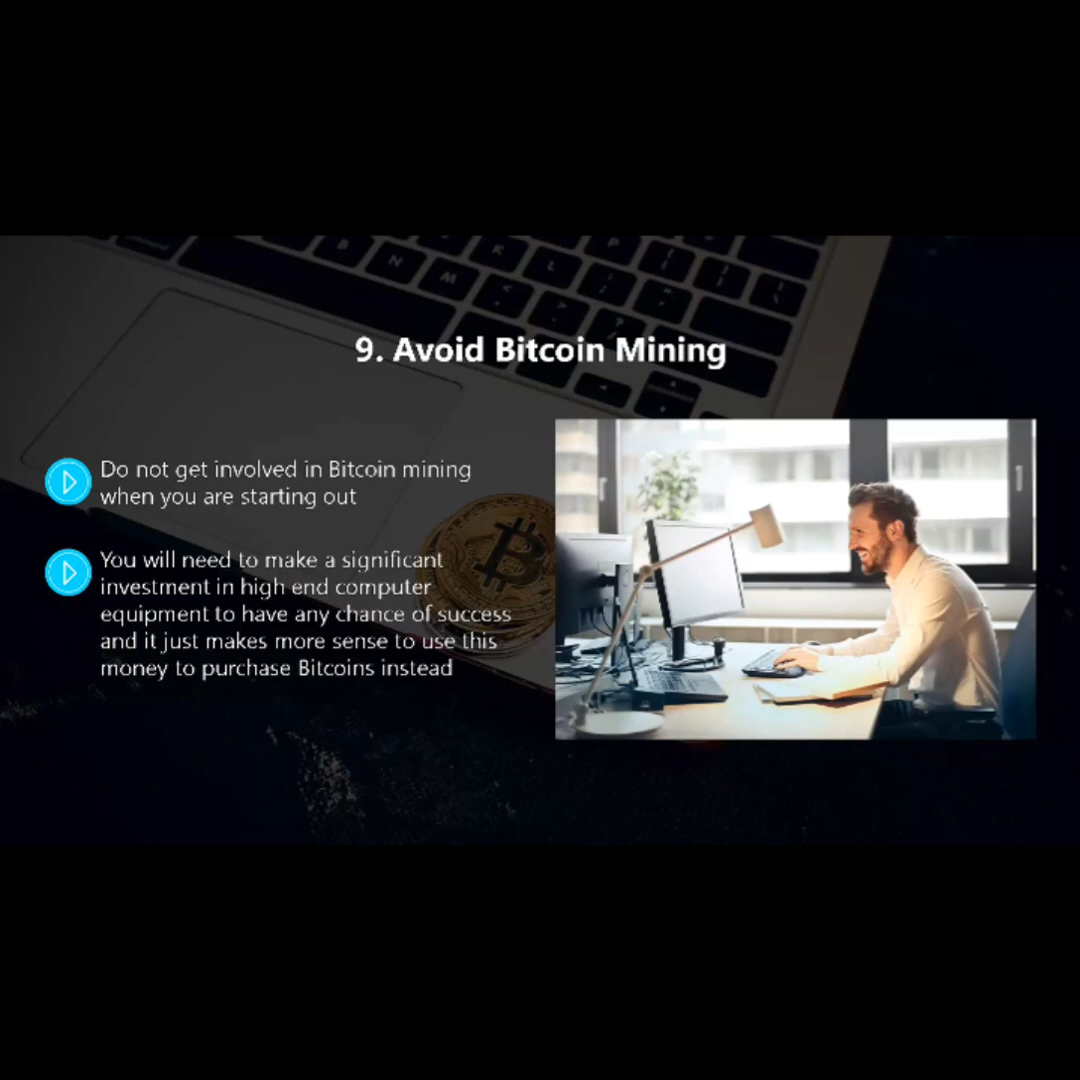 9. Avoid Bitcoin Mining
Do not get involved in Bitcoin mining
when you are starting out
You will need to make a significant
investment in high end computer
equipment to have any chance of success
and it just makes more sense to use this
money to purchase Bitcoins instead